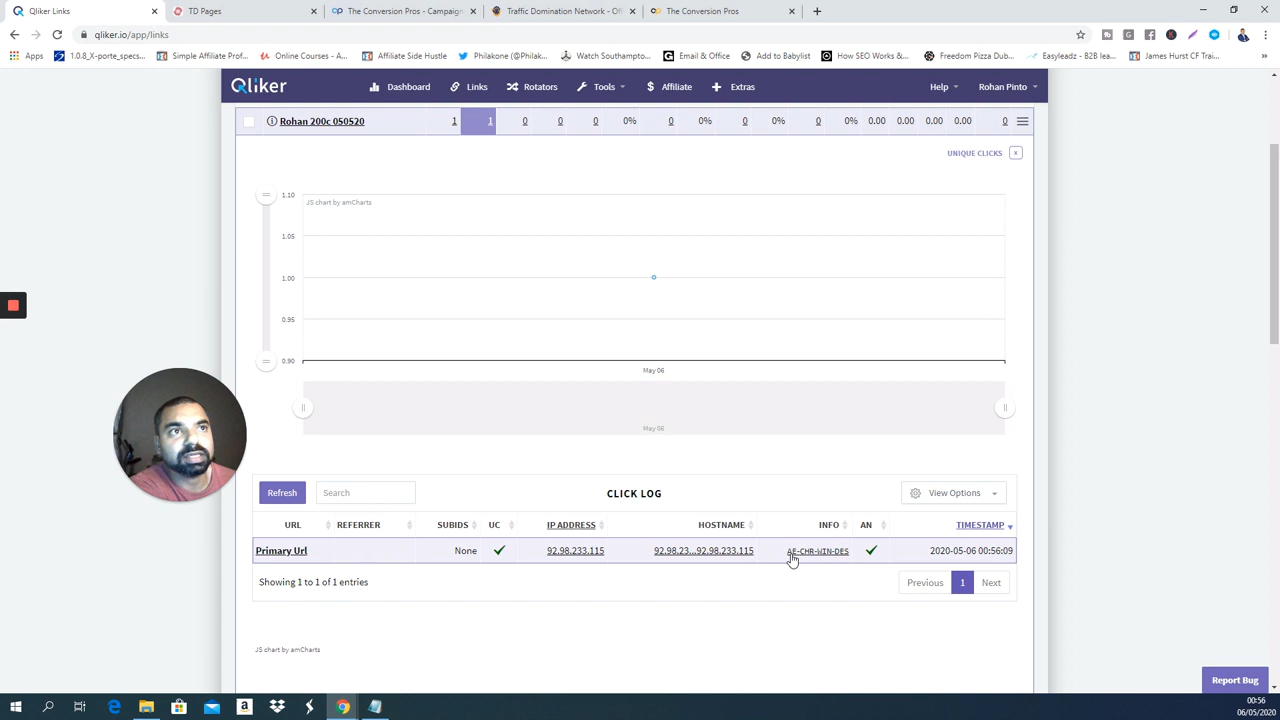 Qliker Links
TD Pages
The Conversion Pros - Campaign
Traffic Domination Network - Off
The Conversion Pros
qliker.io/app/links
Apps
1.0.8_X-porte_specs...
Simple Affiliate Prof...
Online Courses - A...
Affiliate Side Hustle
Philakone (@Philak...
Watch Southampto...
Email & Office
Add to Babylist
How SEO Works &...
Freedom Pizza Dub...
Easyleadz - B2B lea...
James Hurst CF Trai...
Qliker
Dashboard
Links
Rotators
Tools
Affiliate
Extras
Help
Rohan Pinto
Rohan 200c 050520 1 1 0 0 0 0% 0 0% 0 0% 0 0% 0.00 0.00 0.00 0.00 0
UNIQUE CLICKS x
1.10
JS chart by amCharts
1.05
1.00
0.95
0.90
May 06
May 06
Refresh
Search
CLICK LOG
View Options
URL REFERRER SUBIDS UC IP ADDRESS HOSTNAME INFO AN TIMESTAMP
Primary Url None 92.98.233.115 92.98.23...92.98.233.115 AE-CHR-WIN-DES 2020-05-06 00:56:09
Showing 1 to 1 of 1 entries
Previous 1 Next
JS chart by amCharts
Report Bug
00:56
06/05/2020